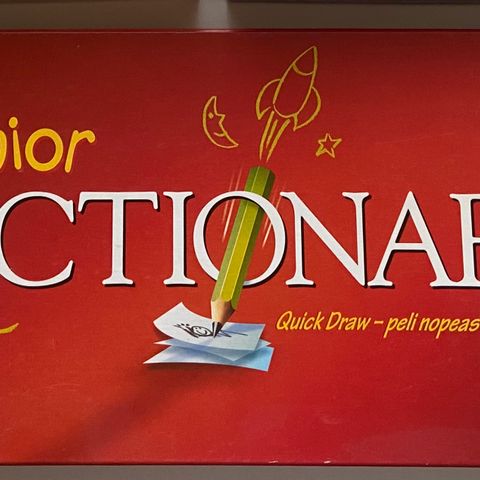 nior
CTIONAR
Quick Draw – peli nopeas